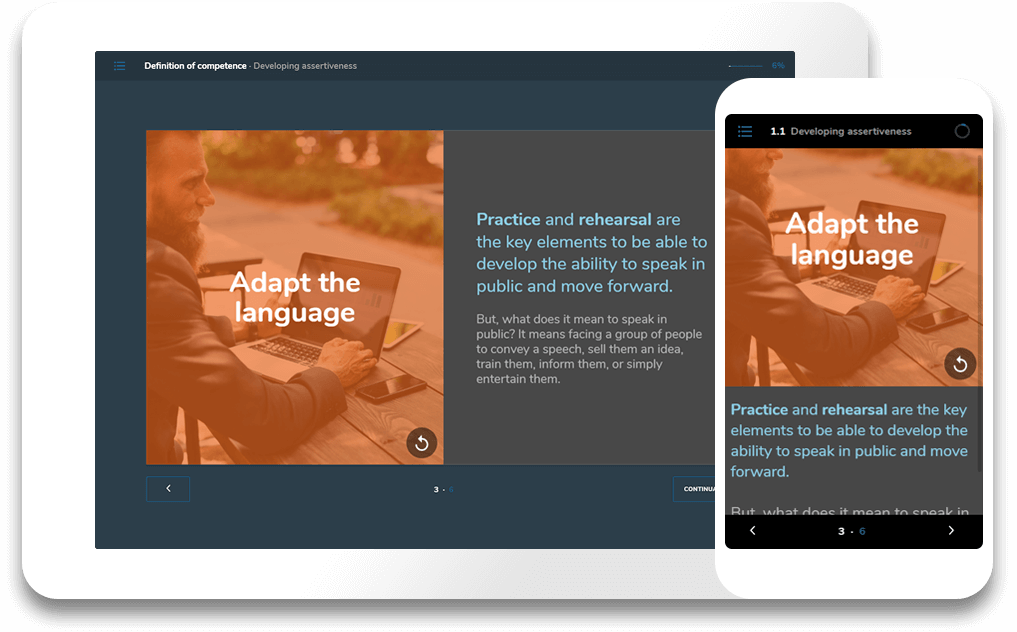 Definition of competence · Developing assertiveness
6%
Adapt the
language
Practice and rehearsal are
the key elements to be able to
develop the ability to speak in
public and move forward.
But, what does it mean to speak in
public? It means facing a group of people
to convey a speech, sell them an idea,
train them, inform them, or simply
entertain them.
3 · 6
CONTINUA
1.1 Developing assertiveness
Adapt the
language
Practice and rehearsal are the key
elements to be able to develop the
ability to speak in public and move
forward.
But, what does it mean to speak in
3 · 6